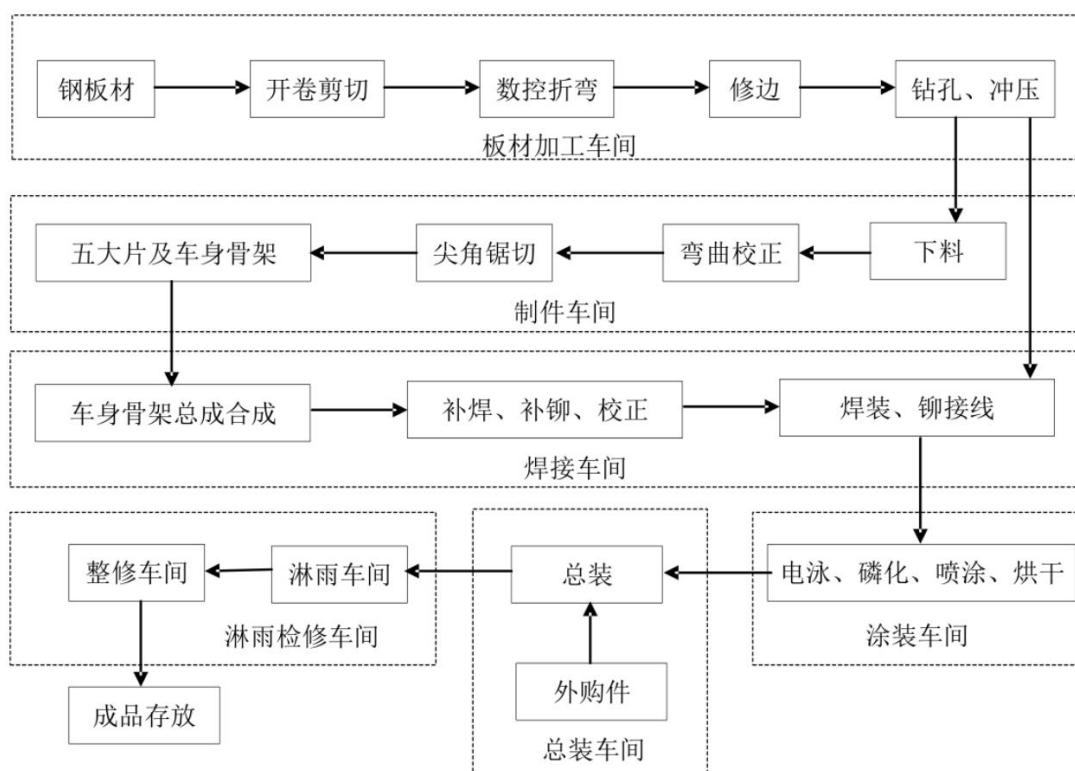 钢板材
开卷剪切
数控折弯
修边
钻孔、冲压
板材加工车间
五大片及车身骨架
尖角锯切
弯曲校正
下料
制件车间
车身骨架总成合成
补焊、补铆、校正
焊装、铆接线
焊接车间
整修车间
淋雨车间
总装
电泳、磷化、喷涂、烘干
淋雨检修车间
涂装车间
成品存放
外购件
总装车间